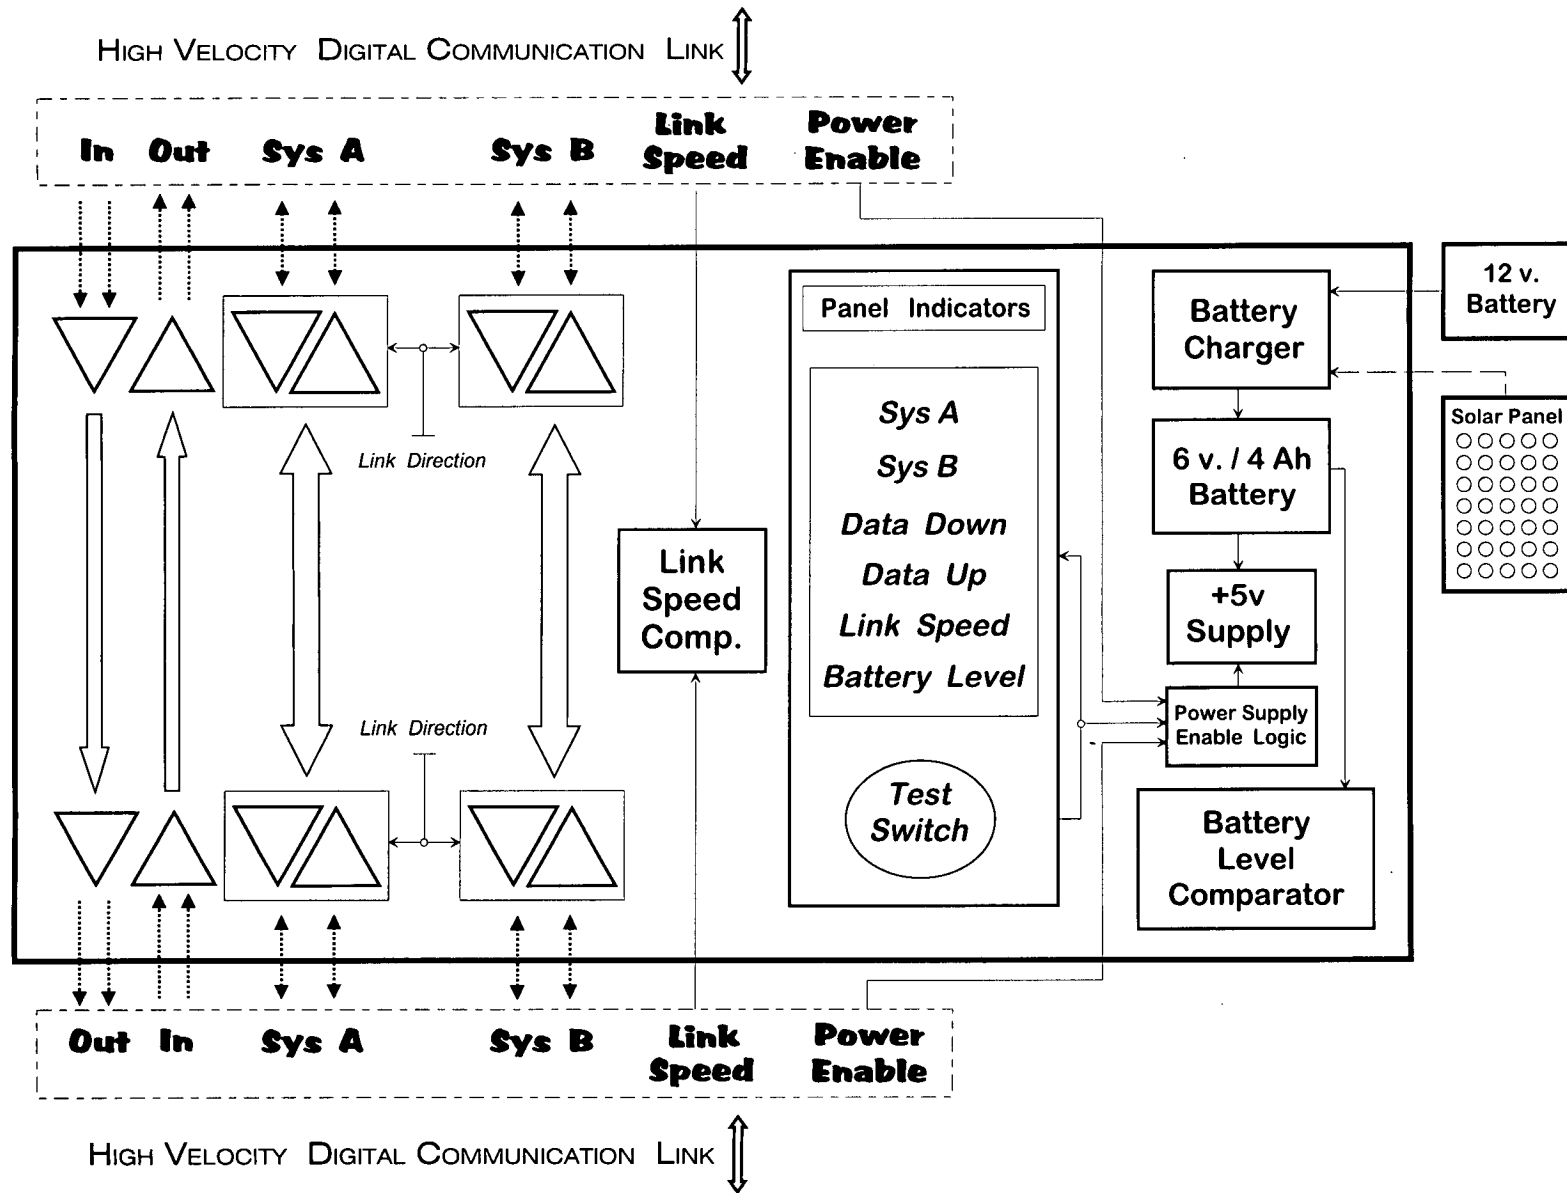 HIGH VELOCITY DIGITAL COMMUNICATION LINK
In Out Sys A Sys B Link Speed Power Enable
12 v.
Battery
Panel Indicators
Battery
Charger
Solar Panel
Sys A
Sys B
Data Down
Data Up
Link Speed
Battery Level
Link Direction
6 v. / 4 Ah
Battery
Link
Speed
Comp.
+5v
Supply
Link Direction
Power Supply
Enable Logic
Test
Switch
Battery
Level
Comparator
Out In Sys A Sys B Link Speed Power Enable
HIGH VELOCITY DIGITAL COMMUNICATION LINK